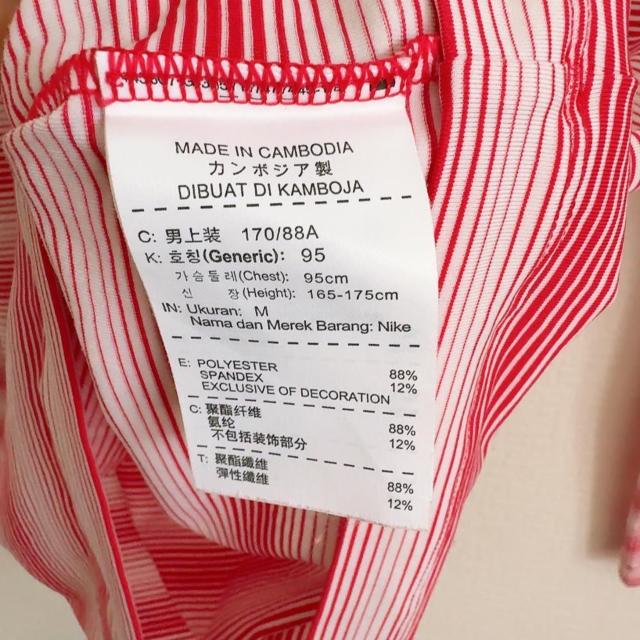 MADE IN CAMBODIA
カンボジア製
DIBUAT DI KAMBOJA
C: 男上装 170/88A
K: 호칭(Generic): 95
가슴둘레(Chest): 95cm
신 장(Height): 165-175cm
IN: Ukuran: M
Nama dan Merek Barang: Nike
E: POLYESTER 88%
SPANDEX 12%
EXCLUSIVE OF DECORATION
C: 聚酯纤维 88%
氨纶 12%
不包括装饰部分
T: 聚酯纖維 88%
彈性纖維 12%